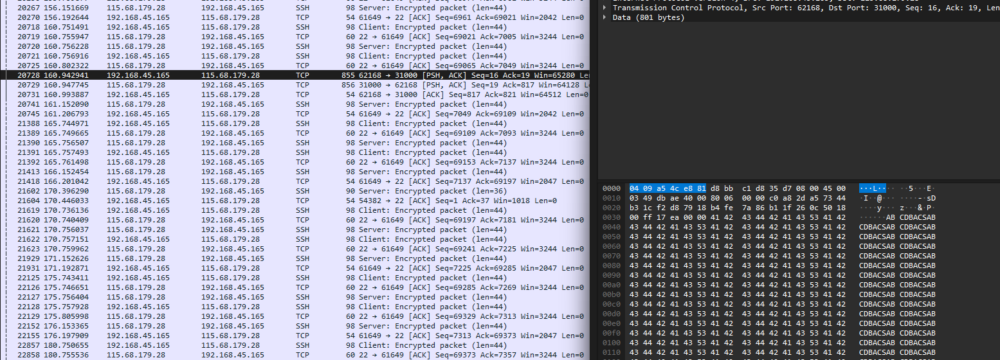 20267 156.151669 115.68.179.28 192.168.45.165 SSH 98 Server: Encrypted packet (len=44)
20270 156.192644 192.168.45.165 115.68.179.28 TCP 54 61649 → 22 [ACK] Seq=6961 Ack=69021 Win=2042 Len=0
20718 160.751491 192.168.45.165 115.68.179.28 SSH 98 Client: Encrypted packet (len=44)
20719 160.755947 115.68.179.28 192.168.45.165 TCP 60 22 → 61649 [ACK] Seq=69021 Ack=7005 Win=3244 Len=0
20720 160.756228 115.68.179.28 192.168.45.165 SSH 98 Server: Encrypted packet (len=44)
20721 160.756916 192.168.45.165 115.68.179.28 SSH 98 Client: Encrypted packet (len=44)
20725 160.802322 115.68.179.28 192.168.45.165 TCP 60 22 → 61649 [ACK] Seq=69065 Ack=7049 Win=3244 Len=0
20728 160.942941 192.168.45.165 115.68.179.28 TCP 855 62168 → 31000 [PSH, ACK] Seq=16 Ack=19 Win=65280 Le
20729 160.947745 115.68.179.28 192.168.45.165 TCP 856 31000 → 62168 [PSH, ACK] Seq=19 Ack=817 Win=64128 Le
20731 160.993887 192.168.45.165 115.68.179.28 TCP 54 62168 → 31000 [ACK] Seq=817 Ack=821 Win=64512 Len=0
20741 161.152090 115.68.179.28 192.168.45.165 SSH 98 Server: Encrypted packet (len=44)
20745 161.206793 192.168.45.165 115.68.179.28 TCP 54 61649 → 22 [ACK] Seq=7049 Ack=69109 Win=2042 Len=0
21388 165.744971 192.168.45.165 115.68.179.28 SSH 98 Client: Encrypted packet (len=44)
21389 165.749665 115.68.179.28 192.168.45.165 TCP 60 22 → 61649 [ACK] Seq=69109 Ack=7093 Win=3244 Len=0
21390 165.756507 115.68.179.28 192.168.45.165 SSH 98 Server: Encrypted packet (len=44)
21391 165.757493 192.168.45.165 115.68.179.28 SSH 98 Client: Encrypted packet (len=44)
21392 165.761498 115.68.179.28 192.168.45.165 TCP 60 22 → 61649 [ACK] Seq=69153 Ack=7137 Win=3244 Len=0
21413 166.152454 115.68.179.28 192.168.45.165 SSH 98 Server: Encrypted packet (len=44)
21418 166.201042 192.168.45.165 115.68.179.28 TCP 54 61649 → 22 [ACK] Seq=7137 Ack=69197 Win=2047 Len=0
21602 170.396290 115.68.179.28 192.168.45.165 SSH 90 Server: Encrypted packet (len=36)
21604 170.446033 192.168.45.165 115.68.179.28 TCP 54 54382 → 22 [ACK] Seq=1 Ack=37 Win=1018 Len=0
21619 170.736136 192.168.45.165 115.68.179.28 SSH 98 Client: Encrypted packet (len=44)
21620 170.740409 115.68.179.28 192.168.45.165 TCP 60 22 → 61649 [ACK] Seq=69197 Ack=7181 Win=3244 Len=0
21621 170.756037 115.68.179.28 192.168.45.165 SSH 98 Server: Encrypted packet (len=44)
21622 170.757151 192.168.45.165 115.68.179.28 SSH 98 Client: Encrypted packet (len=44)
21623 170.759962 115.68.179.28 192.168.45.165 TCP 60 22 → 61649 [ACK] Seq=69241 Ack=7225 Win=3244 Len=0
21929 171.152626 115.68.179.28 192.168.45.165 SSH 98 Server: Encrypted packet (len=44)
21931 171.192871 192.168.45.165 115.68.179.28 TCP 54 61649 → 22 [ACK] Seq=7225 Ack=69285 Win=2047 Len=0
22125 175.743411 192.168.45.165 115.68.179.28 SSH 98 Client: Encrypted packet (len=44)
22126 175.746651 115.68.179.28 192.168.45.165 TCP 60 22 → 61649 [ACK] Seq=69285 Ack=7269 Win=3244 Len=0
22127 175.756404 115.68.179.28 192.168.45.165 SSH 98 Server: Encrypted packet (len=44)
22128 175.757928 192.168.45.165 115.68.179.28 SSH 98 Client: Encrypted packet (len=44)
22129 175.805998 115.68.179.28 192.168.45.165 TCP 60 22 → 61649 [ACK] Seq=69329 Ack=7313 Win=3244 Len=0
22152 176.153365 115.68.179.28 192.168.45.165 SSH 98 Server: Encrypted packet (len=44)
22155 176.197909 192.168.45.165 115.68.179.28 TCP 54 61649 → 22 [ACK] Seq=7313 Ack=69373 Win=2047 Len=0
22857 180.750655 192.168.45.165 115.68.179.28 SSH 98 Client: Encrypted packet (len=44)
22858 180.755536 115.68.179.28 192.168.45.165 TCP 60 22 → 61649 [ACK] Seq=69373 Ack=7357 Win=3244 Len=0
Transmission Control Protocol, Src Port: 62168, Dst Port: 31000, Seq: 16, Ack: 19, Len
Data (801 bytes)
0000 04 09 a5 4c e8 81 d8 bb c1 d8 35 d7 08 00 45 00 ···L·· ··5···E·
0010 03 49 db ae 40 00 80 06 00 00 c0 a8 2d a5 73 44 ·I··@··· ····-·sD
0020 b3 1c f2 d8 79 18 b4 fe 7a 86 b1 1f 26 0c 50 18 ····y··· z···&·P·
0030 00 ff 17 ea 00 00 41 42 43 44 42 41 43 53 41 42 ······AB CDBACSAB
0040 43 44 42 41 43 53 41 42 43 44 42 41 43 53 41 42 CDBACSAB CDBACSAB
0050 43 44 42 41 43 53 41 42 43 44 42 41 43 53 41 42 CDBACSAB CDBACSAB
0060 43 44 42 41 43 53 41 42 43 44 42 41 43 53 41 42 CDBACSAB CDBACSAB
0070 43 44 42 41 43 53 41 42 43 44 42 41 43 53 41 42 CDBACSAB CDBACSAB
0080 43 44 42 41 43 53 41 42 43 44 42 41 43 53 41 42 CDBACSAB CDBACSAB
0090 43 44 42 41 43 53 41 42 43 44 42 41 43 53 41 42 CDBACSAB CDBACSAB
00a0 43 44 42 41 43 53 41 42 43 44 42 41 43 53 41 42 CDBACSAB CDBACSAB
00b0 43 44 42 41 43 53 41 42 43 44 42 41 43 53 41 42 CDBACSAB CDBACSAB
00c0 43 44 42 41 43 53 41 42 43 44 42 41 43 53 41 42 CDBACSAB CDBACSAB
00d0 43 44 42 41 43 53 41 42 43 44 42 41 43 53 41 42 CDBACSAB CDBACSAB
00e0 43 44 42 41 43 53 41 42 43 44 42 41 43 53 41 42 CDBACSAB CDBACSAB
00f0 43 44 42 41 43 53 41 42 43 44 42 41 43 53 41 42 CDBACSAB CDBACSAB
0100 43 44 42 41 43 53 41 42 43 44 42 41 43 53 41 42 CDBACSAB CDBACSAB
0110 43 44 42 41 43 53 41 42 43 44 42 41 43 53 41 42 CDBACSAB CDBACSAB